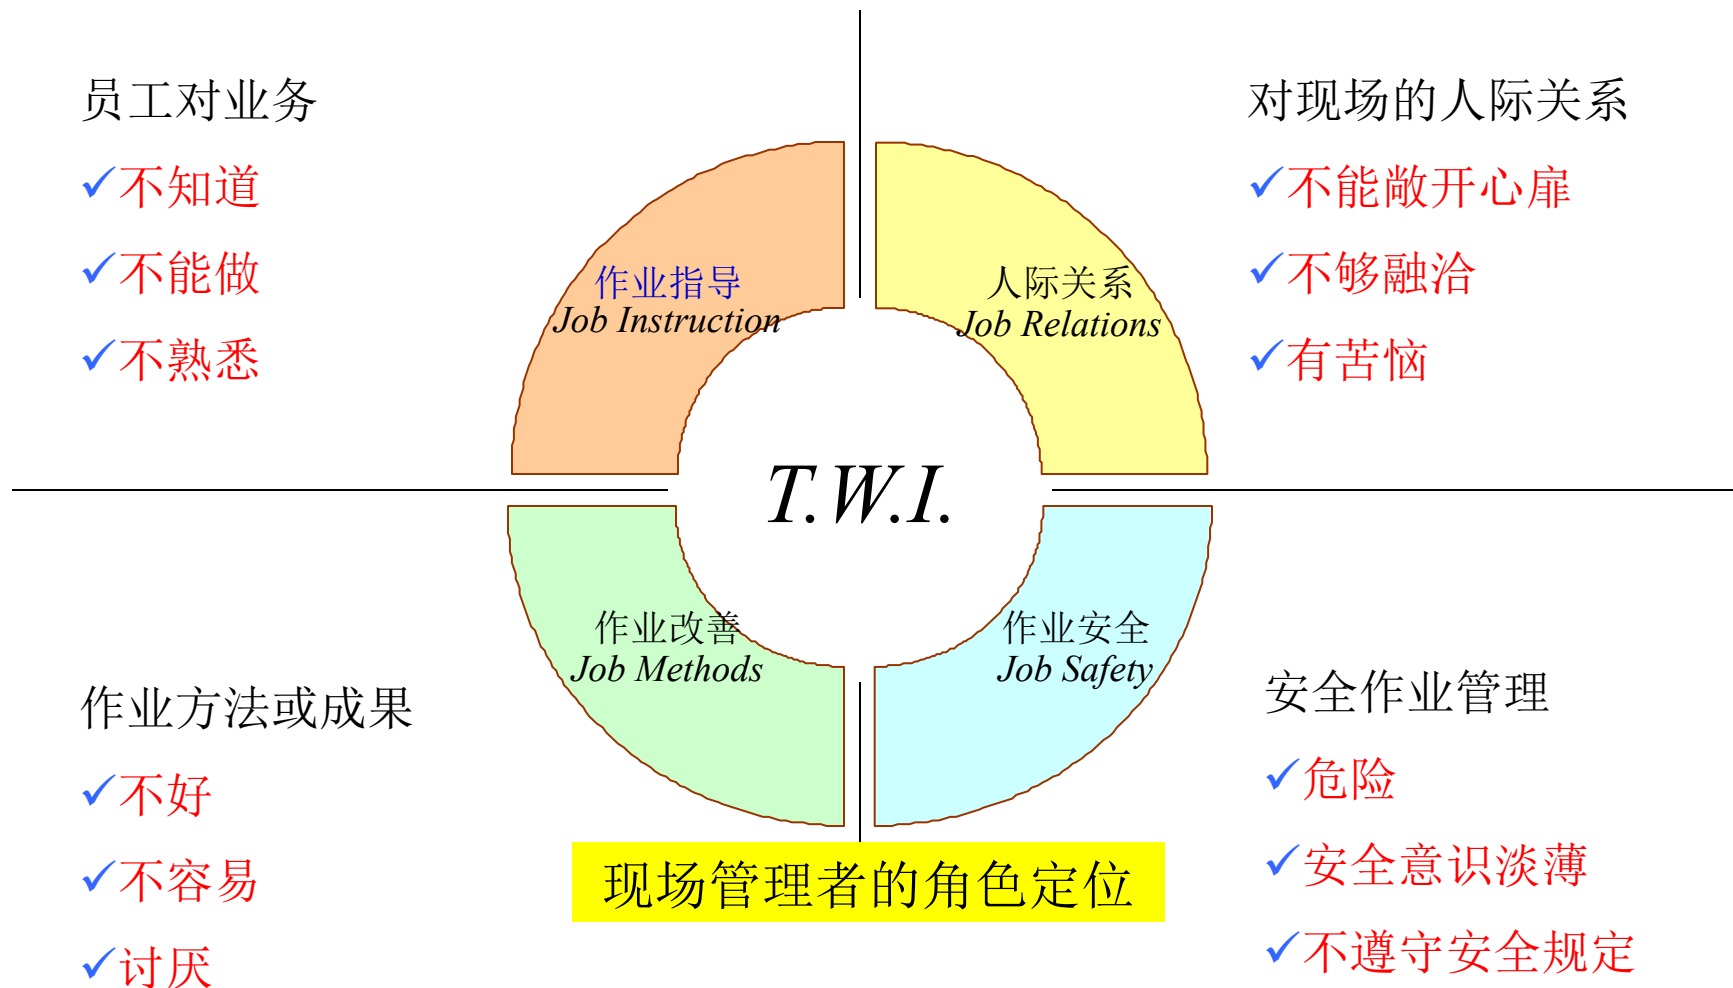 员工对业务
✓不知道
✓不能做
✓不熟悉
对现场的人际关系
✓不能敞开心扉
✓不够融洽
✓有苦恼
作业指导
Job Instruction
人际关系
Job Relations
T.W.I.
作业改善
Job Methods
作业安全
Job Safety
作业方法或成果
✓不好
✓不容易
✓讨厌
安全作业管理
✓危险
✓安全意识淡薄
✓不遵守安全规定
现场管理者的角色定位